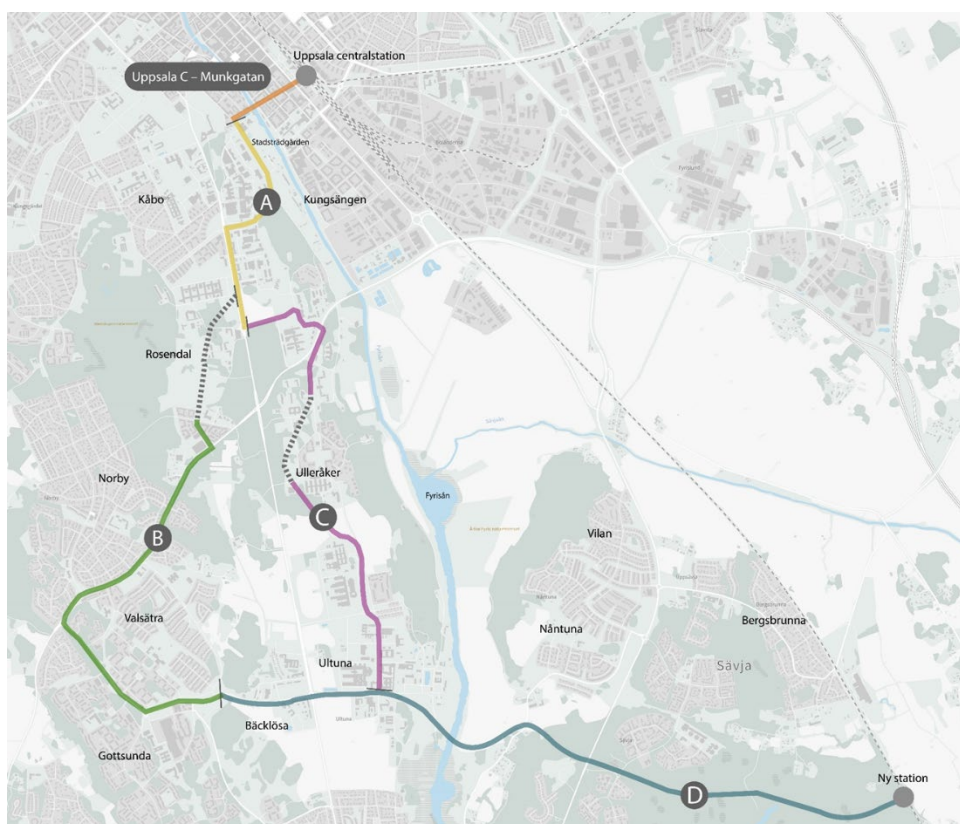 Uppsala centralstation
Uppsala C – Munkgatan
Stadsträdgården
Kåbo
A
Kungsängen
Rosendal
Ulleråker
Norby
Fyrisån
C
B
Vilan
Valsätra
Nåntuna
Bergsbrunna
Sävja
Ultuna
Bäcklösa
Gottsunda
Ny station
D